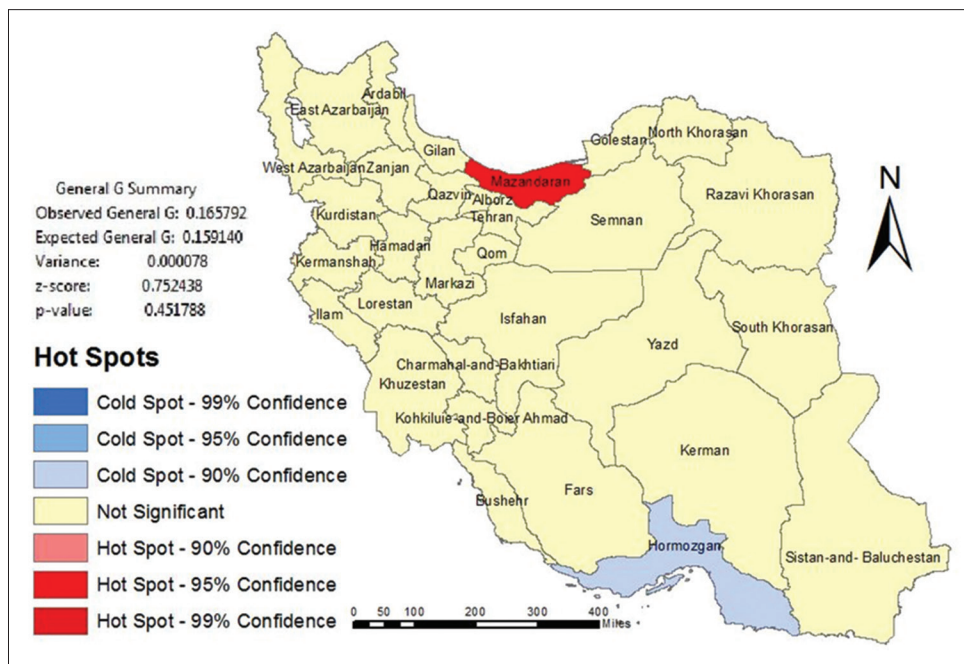 Ardabil
East Azarbaijan
Gilan
West Azarbaijan
Zanjan
Golestan
North Khorasan
Mazandaran
Razavi Khorasan
Qazvin
Alborz
Tehran
Semnan
Kurdistan
Hamadan
Qom
Kermanshah
Markazi
Lorestan
Ilam
Isfahan
South Khorasan
Yazd
Charmahal-and-Bakhtiari
Khuzestan
Kohkiluie-and-Boier Ahmad
Kerman
Fars
Bushehr
Hormozgan
Sistan-and- Baluchestan
N
General G Summary
Observed General G: 0.165792
Expected General G: 0.159140
Variance: 0.000078
z-score: 0.752438
p-value: 0.451788
Hot Spots
Cold Spot - 99% Confidence
Cold Spot - 95% Confidence
Cold Spot - 90% Confidence
Not Significant
Hot Spot - 90% Confidence
Hot Spot - 95% Confidence
Hot Spot - 99% Confidence
0 50 100 200 300 400
Miles